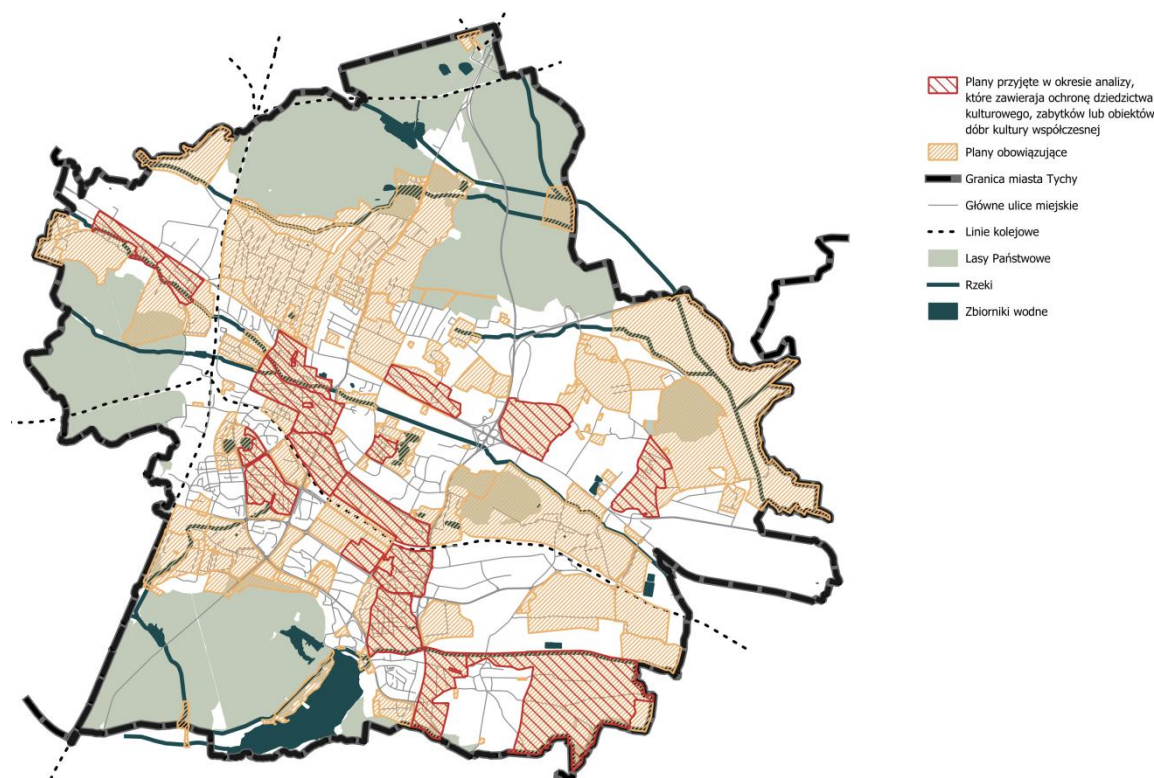 Plany przyjęte w okresie analizy,
które zawieraja ochronę dziedzictwa
kulturowego, zabytków lub obiektów
dóbr kultury współczesnej
Plany obowiązujące
Granica miasta Tychy
Główne ulice miejskie
Linie kolejowe
Lasy Państwowe
Rzeki
Zbiorniki wodne